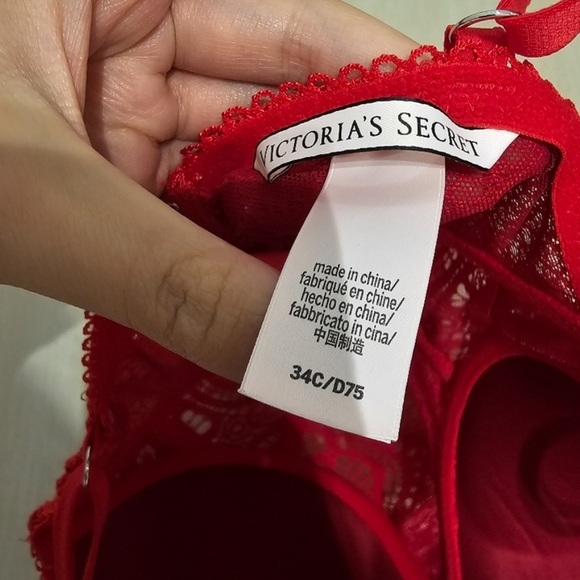 VICTORIA'S SECRET
made in china/
fabriqué en chine/
hecho en china/
fabbricato in cina/
中国制造
34C/D75